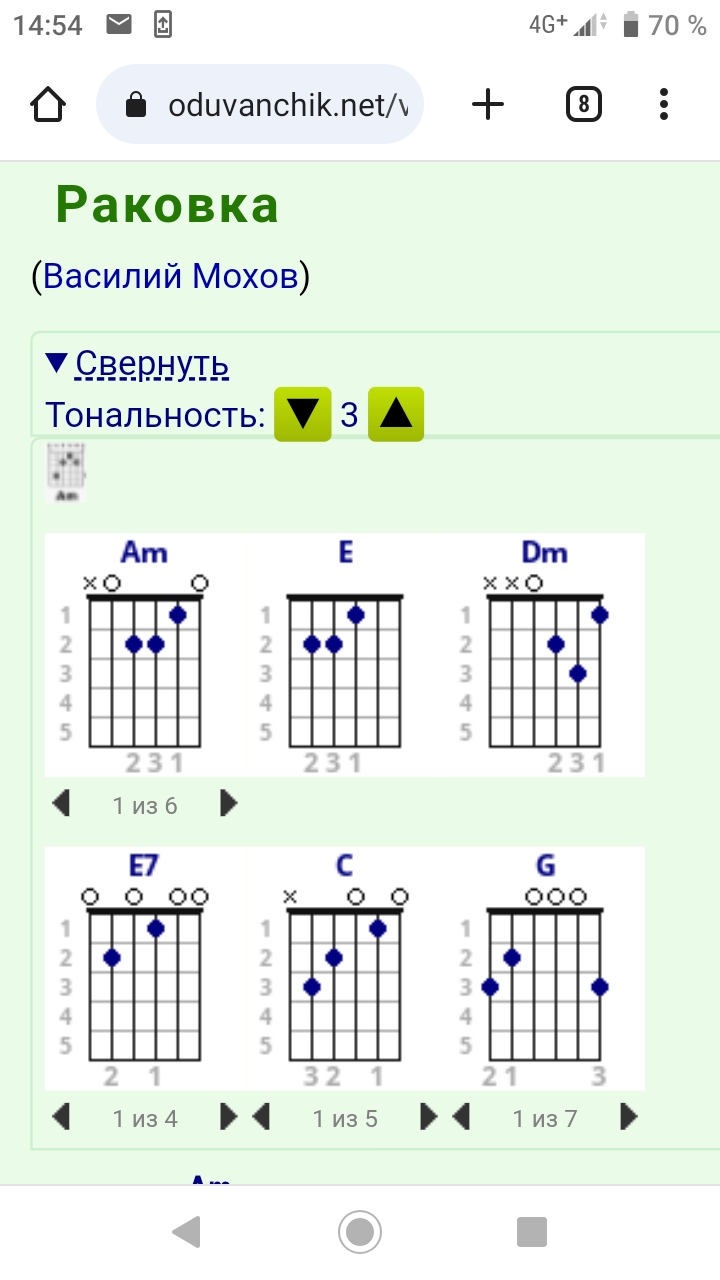 14:54 4G+ 70 %
oduvanchik.net/v 8
Раковка
(Василий Мохов)
▼ Свернуть
Тональность: ▼ 3 ▲
Am
Am E Dm
x x x
1 1 1
2 2 2
3 3 3
4 4 4
5 5 5
2 3 1 2 3 1 2 3 1
1 из 6
E7 C G
x
1 1 1
2 2 2
3 3 3
4 4 4
5 5 5
2 1 3 2 1 2 1 3
1 из 4 1 из 5 1 из 7
Am